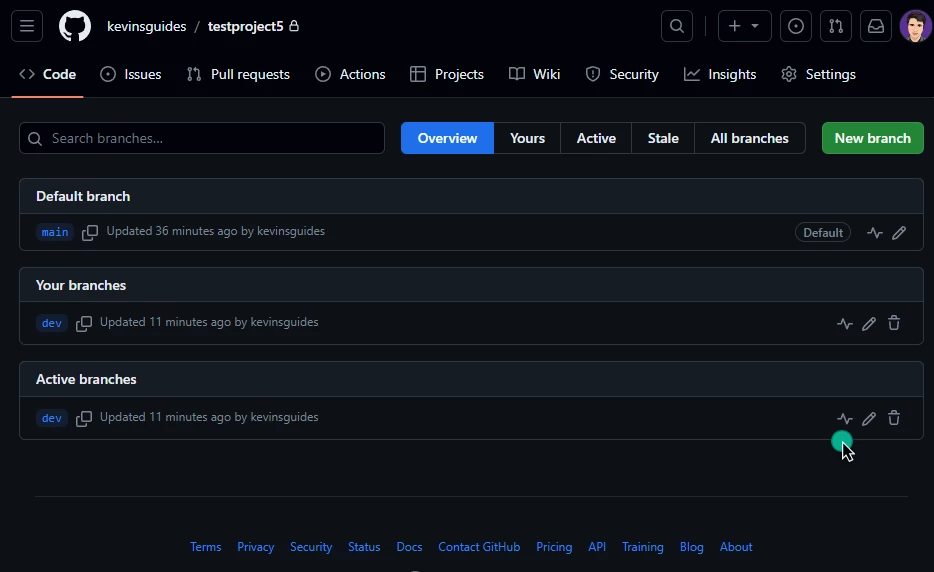 kevinsguides / testproject5
Code Issues Pull requests Actions Projects Wiki Security Insights Settings
Search branches... Overview Yours Active Stale All branches New branch
Default branch
main Updated 36 minutes ago by kevinsguides Default
Your branches
dev Updated 11 minutes ago by kevinsguides
Active branches
dev Updated 11 minutes ago by kevinsguides
Terms Privacy Security Status Docs Contact GitHub Pricing API Training Blog About